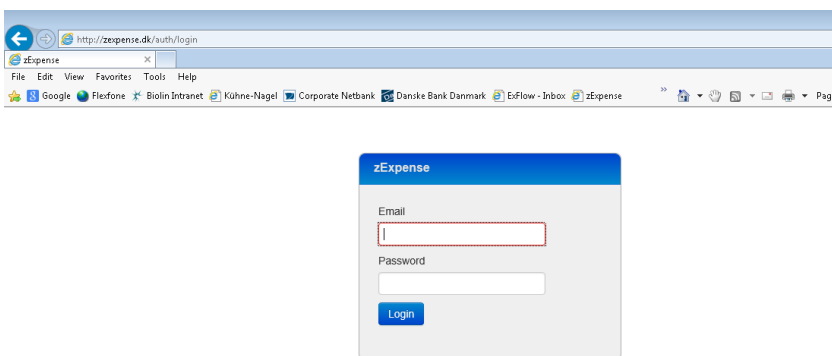 http://zexpense.dk/auth/login
zExpense
File Edit View Favorites Tools Help
Google Flexfone Biolin Intranet Kühne-Nagel Corporate Netbank Danske Bank Danmark ExFlow - Inbox zExpense » Pag
zExpense
Email
Password
Login